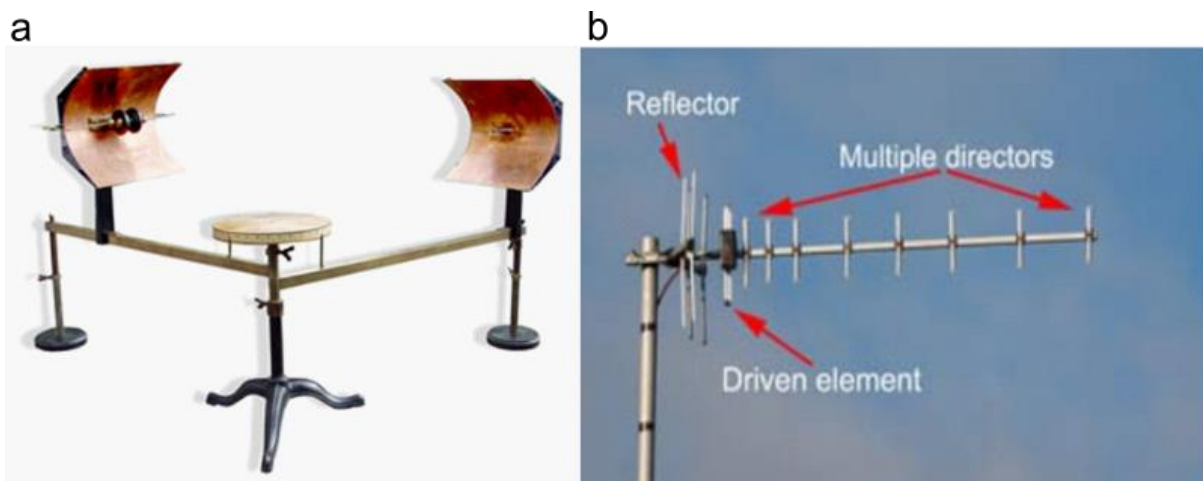 a
b
Reflector
Multiple directors
Driven element